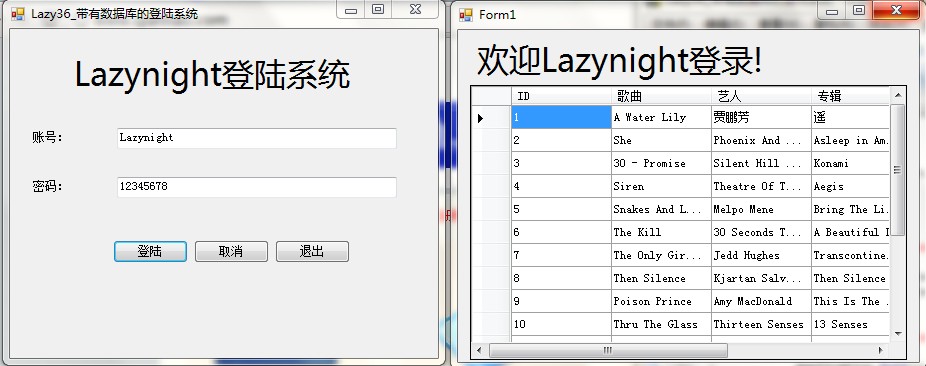 Lazy36_带有数据库的登陆系统
Lazynight登陆系统
账号: Lazynight
密码: 12345678
登陆 取消 退出
Form1
欢迎Lazynight登录!
ID 歌曲 艺人 专辑
1 A Water Lily 贾鹏芳 遥
2 She Phoenix And ... Asleep in Am.
3 30 - Promise Silent Hill ... Konami
4 Siren Theatre Of T... Aegis
5 Snakes And L... Melpo Mene Bring The Li.
6 The Kill 30 Seconds T... A Beautiful I
7 The Only Gir... Jedd Hughes Transcontine.
8 Then Silence Kjartan Salv... Then Silence
9 Poison Prince Amy MacDonald This Is The .
10 Thru The Glass Thirteen Senses 13 Senses